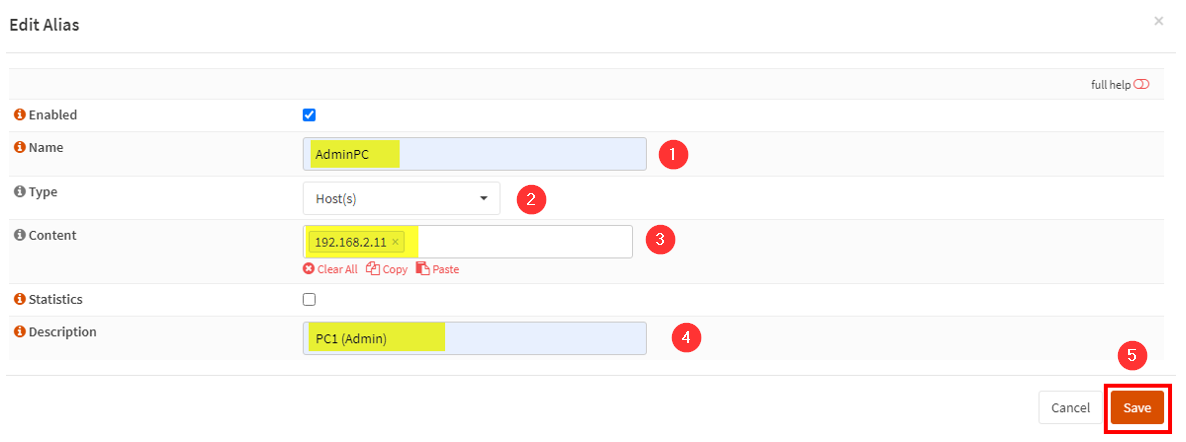 Edit Alias ×
full help
Enabled
Name AdminPC 1
Type Host(s) 2
Content 192.168.2.11 × 3
Clear All Copy Paste
Statistics
Description PC1 (Admin) 4
5
Cancel Save